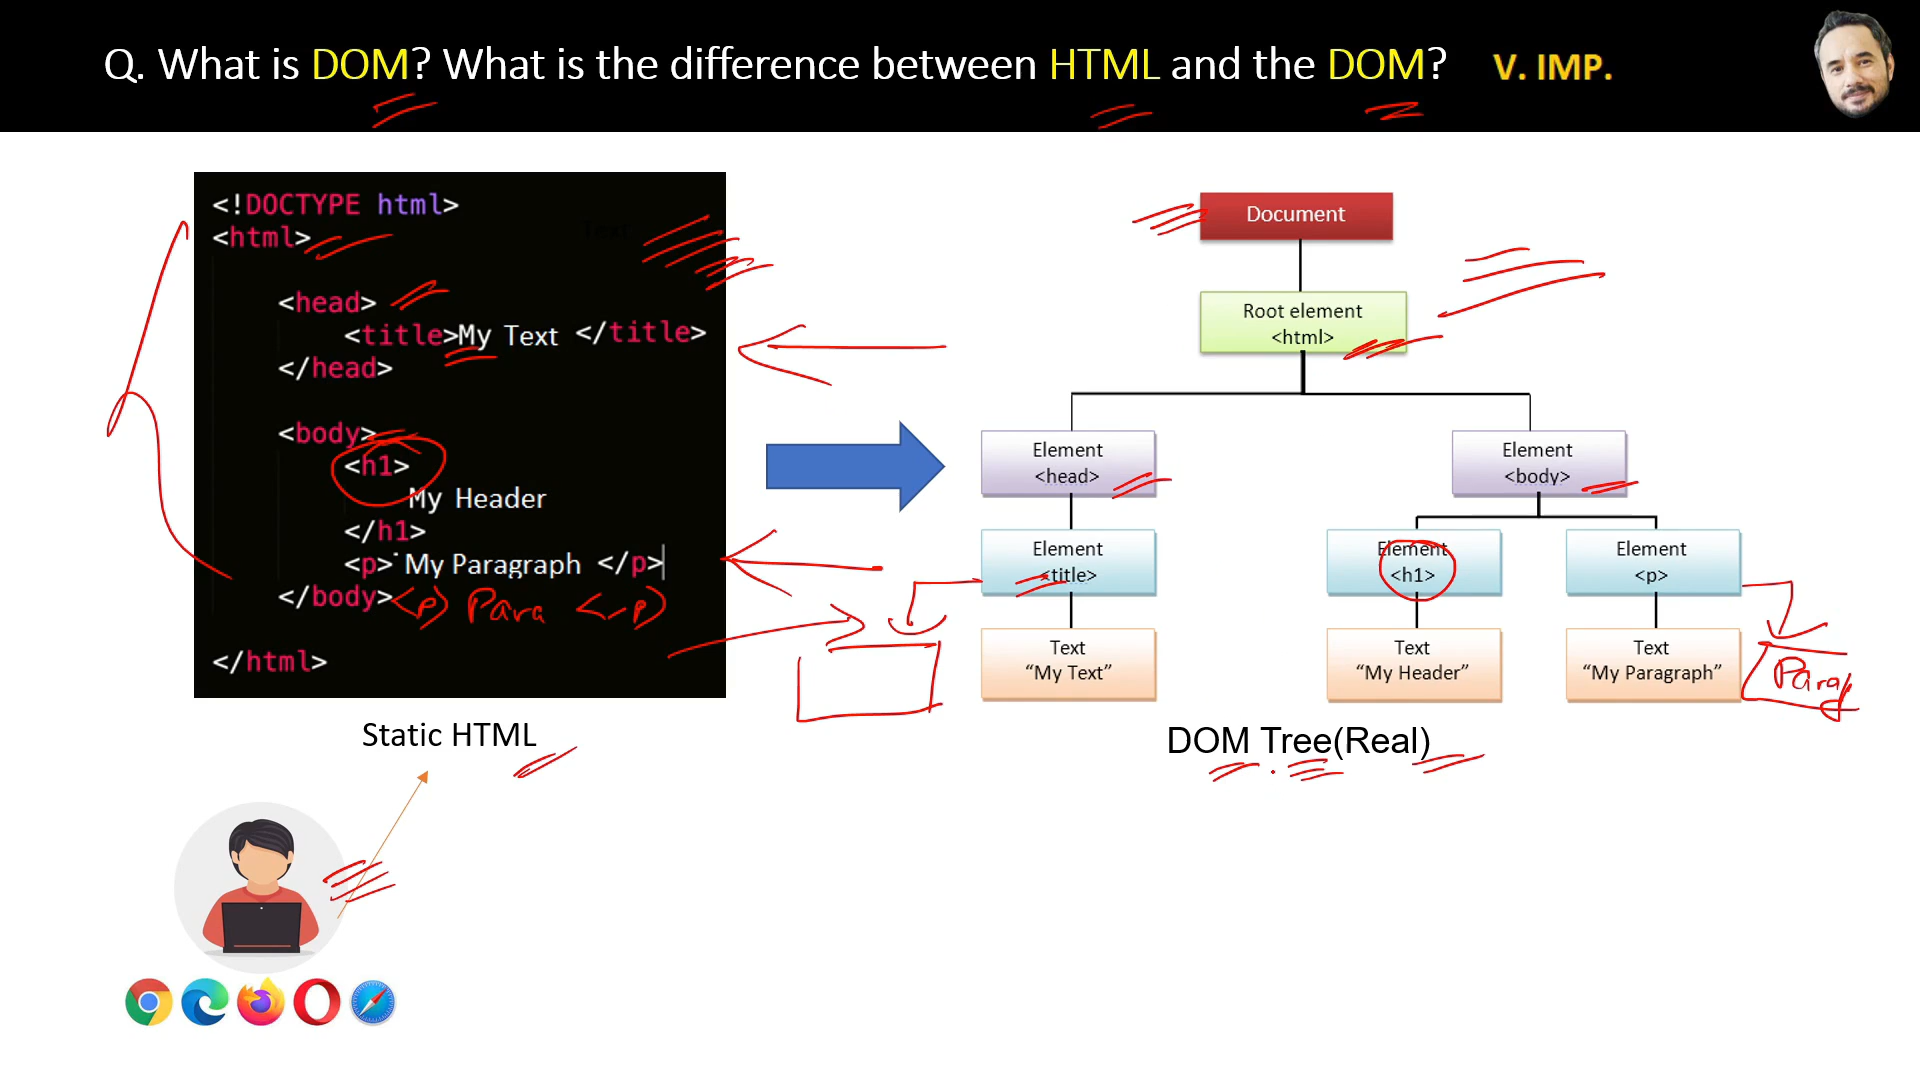 Q. What is DOM? What is the difference between HTML and the DOM? V. IMP.
<!DOCTYPE html>
<html>
Text
<head>
<title>My Text </title>
</head>
<body>
<h1>
My Header
</h1>
<p> My Paragraph </p>
</body>
<p> Para </p>
</html>
Static HTML
Document
Root element
<html>
Element
<head>
Element
<body>
Element
<title>
Element
<h1>
Element
<p>
Text
“My Text”
Text
“My Header”
Text
“My Paragraph”
Para
DOM Tree(Real)